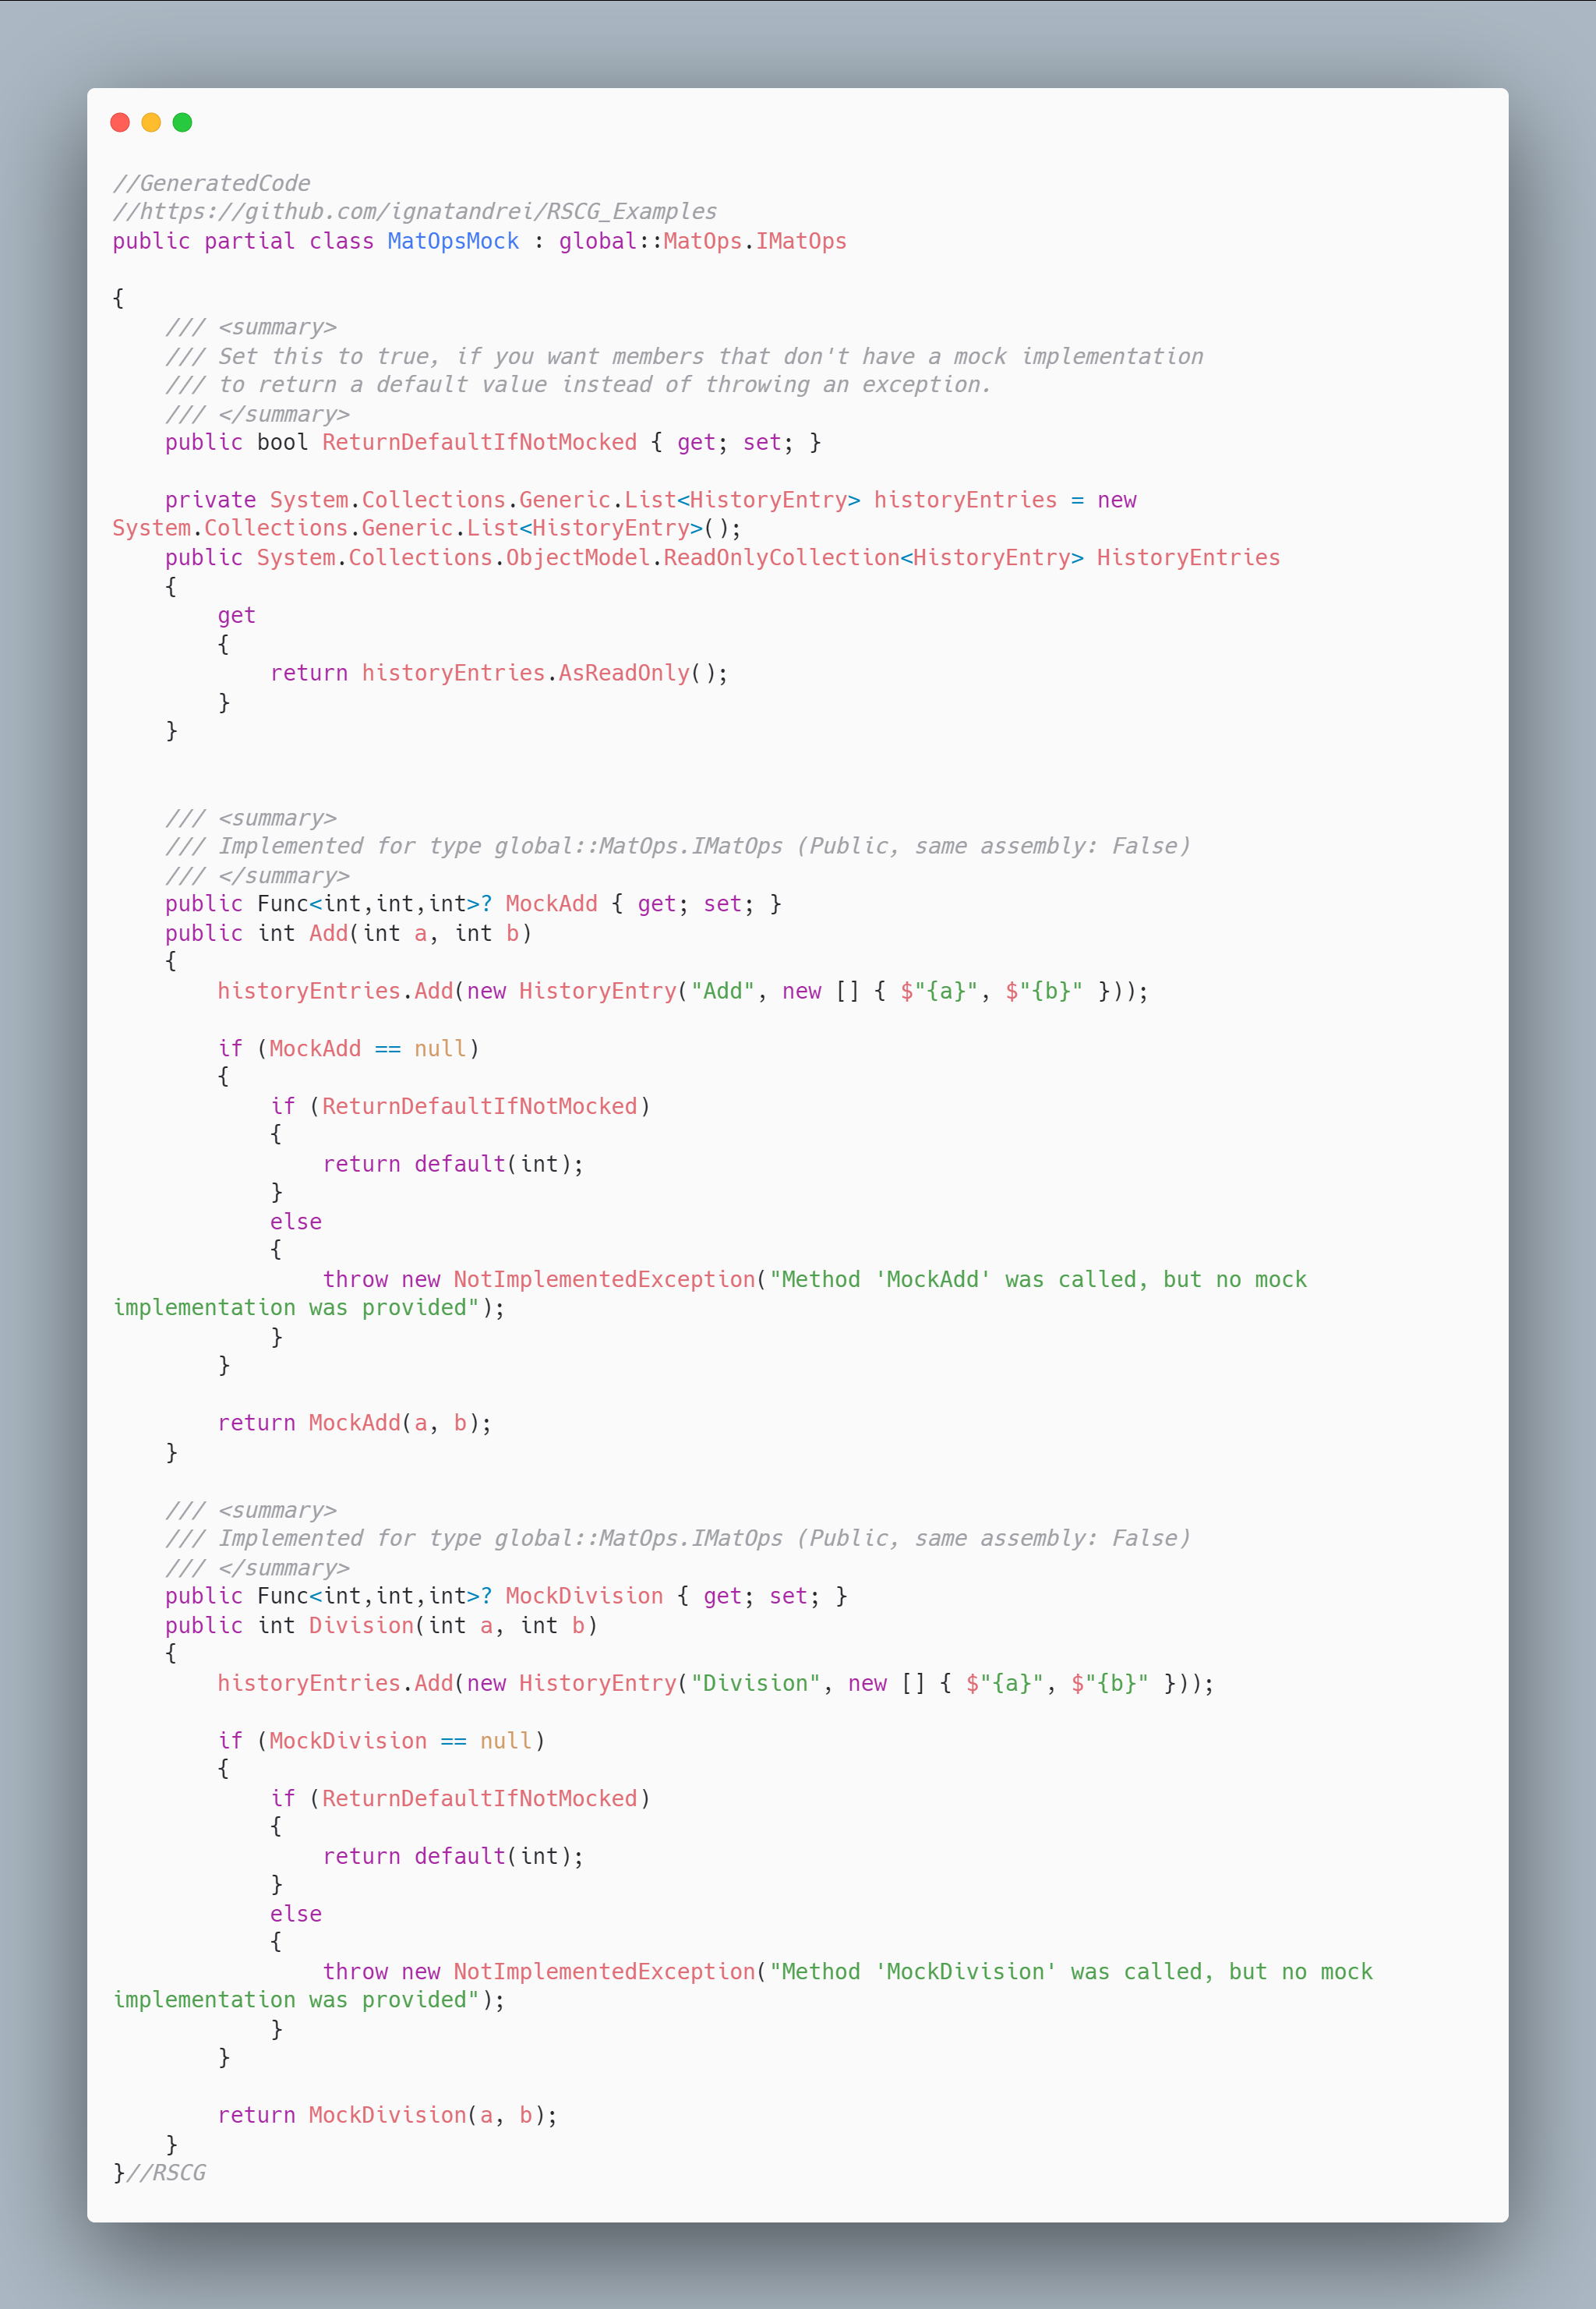 //GeneratedCode
//https://github.com/ignatandrei/RSCG_Examples
public partial class MatOpsMock : global::MatOps.IMatOps
{
    /// <summary>
    /// Set this to true, if you want members that don't have a mock implementation
    /// to return a default value instead of throwing an exception.
    /// </summary>
    public bool ReturnDefaultIfNotMocked { get; set; }
    private System.Collections.Generic.List<HistoryEntry> historyEntries = new
System.Collections.Generic.List<HistoryEntry>();
    public System.Collections.ObjectModel.ReadOnlyCollection<HistoryEntry> HistoryEntries
    {
        get
        {
            return historyEntries.AsReadOnly();
        }
    }
    /// <summary>
    /// Implemented for type global::MatOps.IMatOps (Public, same assembly: False)
    /// </summary>
    public Func<int,int,int>? MockAdd { get; set; }
    public int Add(int a, int b)
    {
        historyEntries.Add(new HistoryEntry("Add", new [] { $"{a}", $"{b}" }));
        if (MockAdd == null)
        {
            if (ReturnDefaultIfNotMocked)
            {
                return default(int);
            }
            else
            {
                throw new NotImplementedException("Method 'MockAdd' was called, but no mock
implementation was provided");
            }
        }
        return MockAdd(a, b);
    }
    /// <summary>
    /// Implemented for type global::MatOps.IMatOps (Public, same assembly: False)
    /// </summary>
    public Func<int,int,int>? MockDivision { get; set; }
    public int Division(int a, int b)
    {
        historyEntries.Add(new HistoryEntry("Division", new [] { $"{a}", $"{b}" }));
        if (MockDivision == null)
        {
            if (ReturnDefaultIfNotMocked)
            {
                return default(int);
            }
            else
            {
                throw new NotImplementedException("Method 'MockDivision' was called, but no mock
implementation was provided");
            }
        }
        return MockDivision(a, b);
    }
}//RSCG